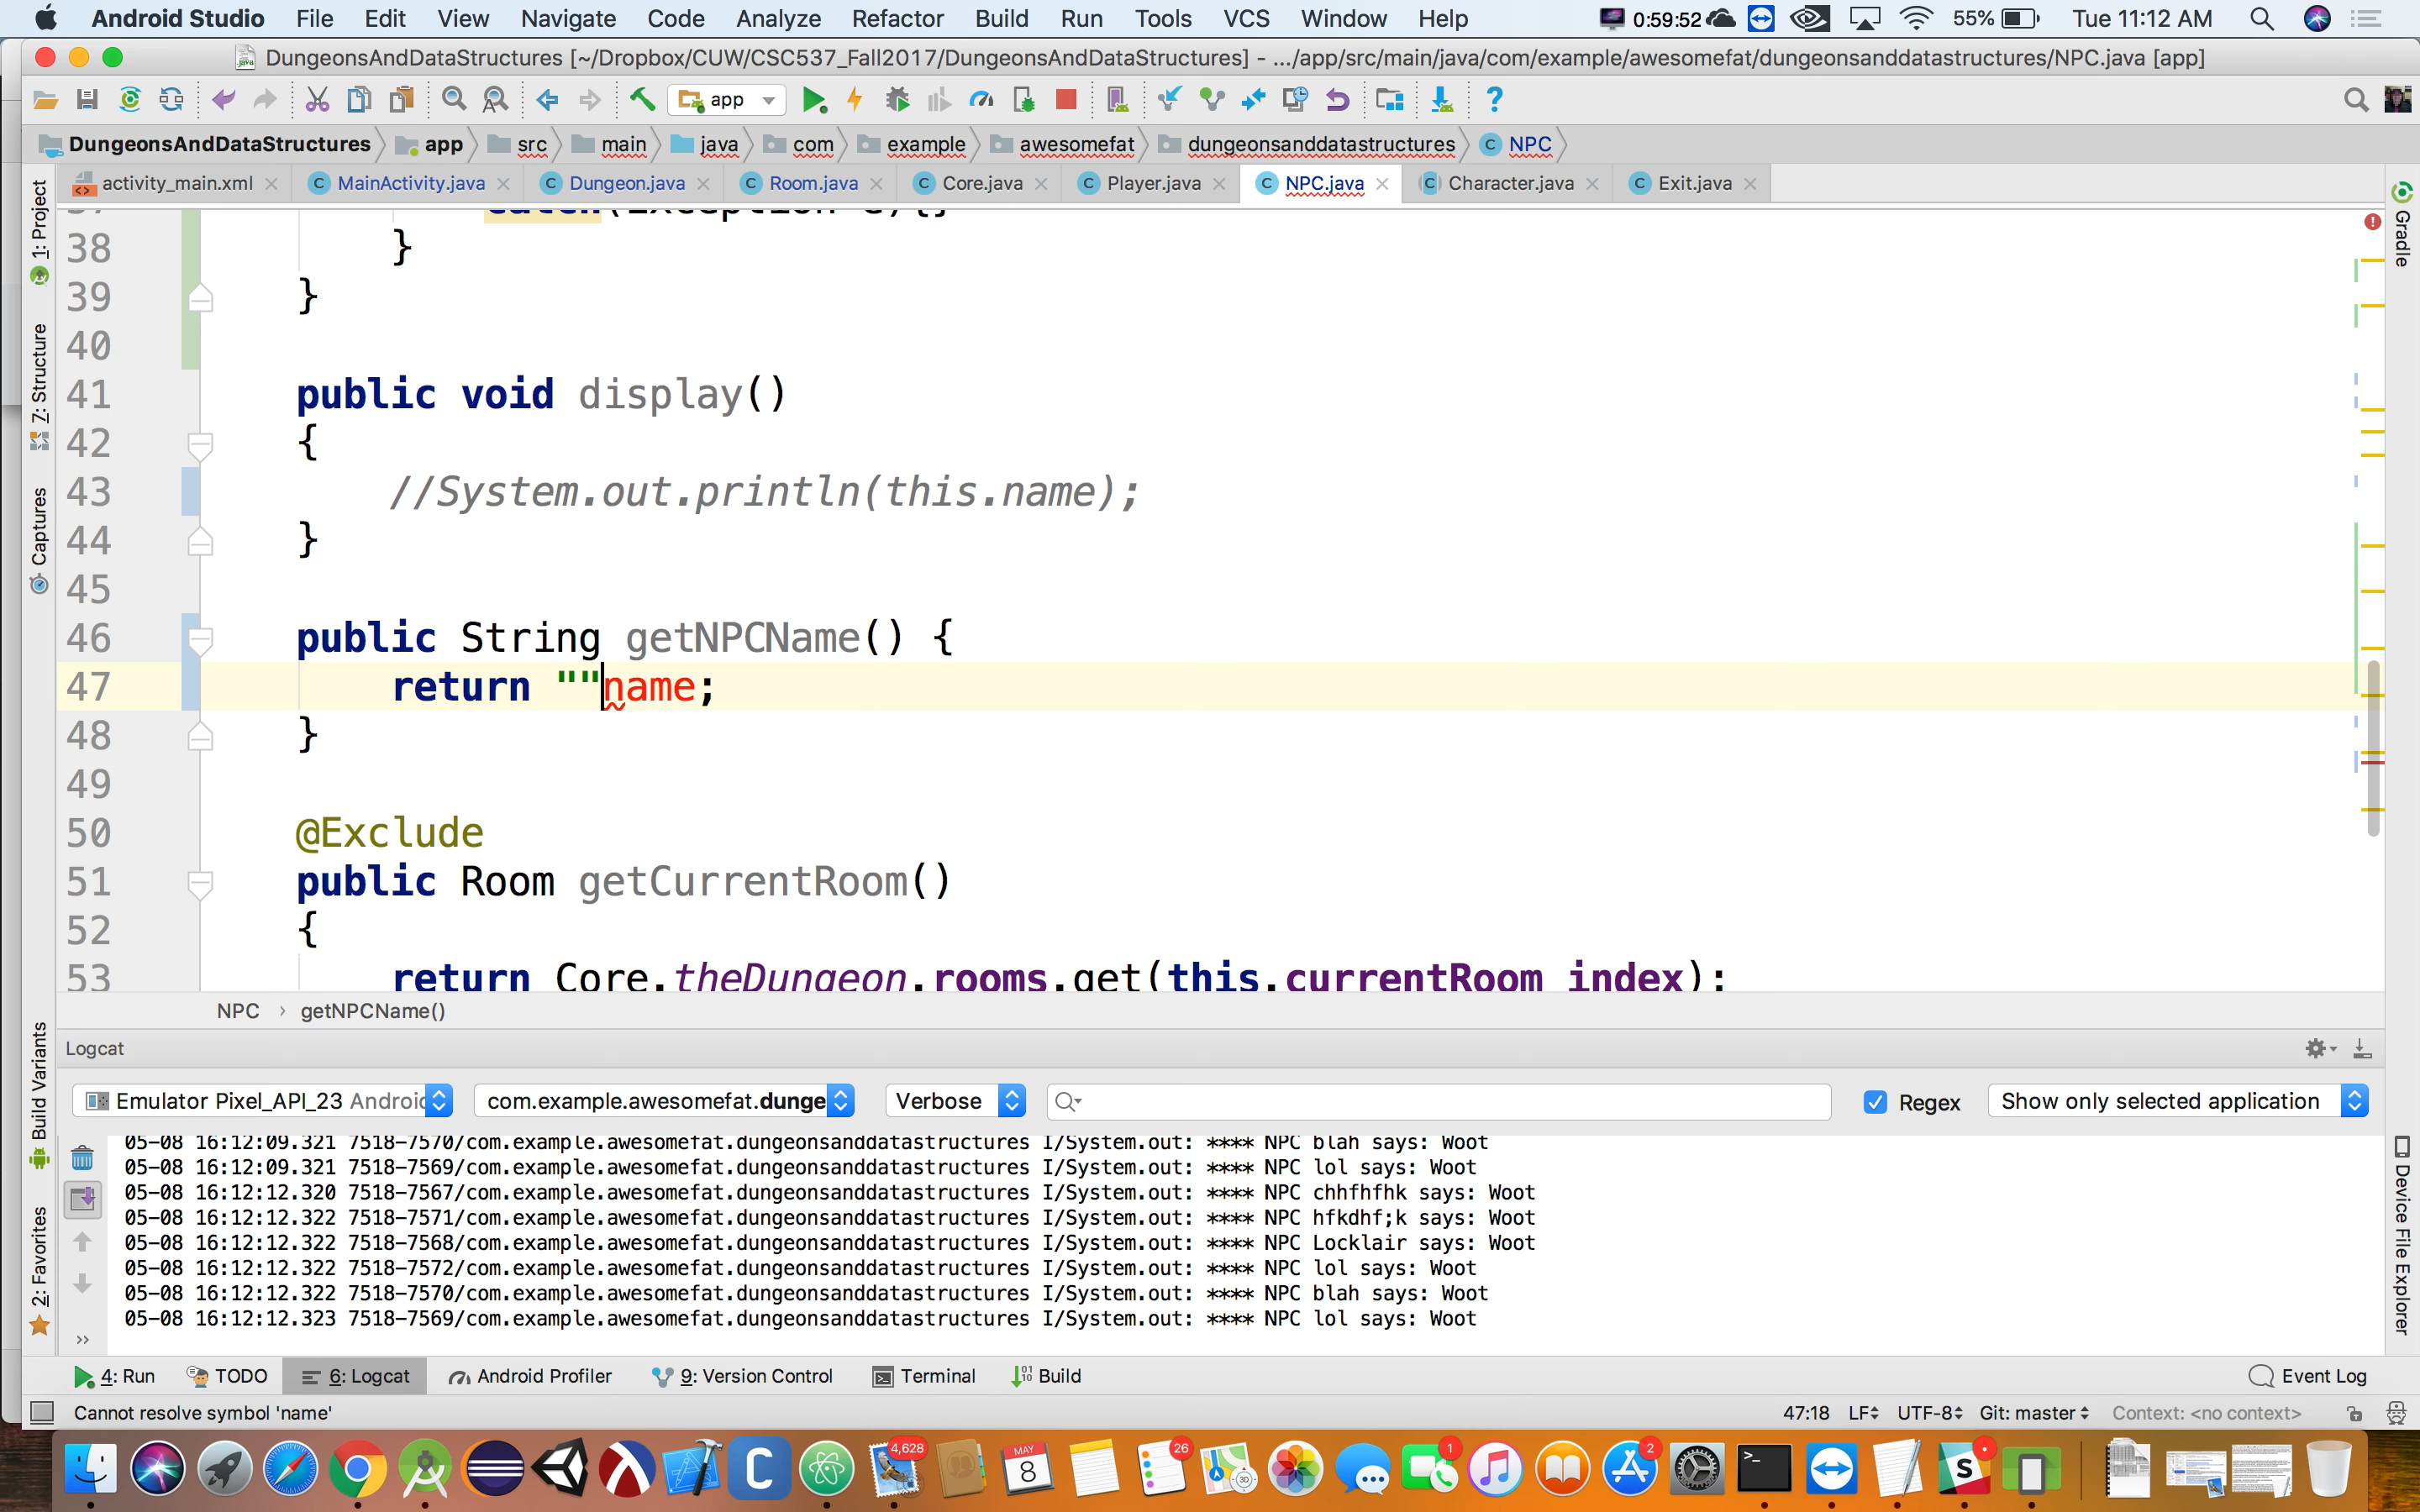 Android Studio File Edit View Navigate Code Analyze Refactor Build Run Tools VCS Window Help 0:59:52 55% Tue 11:12 AM
DungeonsAndDataStructures [~/Dropbox/CUW/CSC537_Fall2017/DungeonsAndDataStructures] - .../app/src/main/java/com/example/awesomefat/dungeonsanddatastructures/NPC.java [app]
app
DungeonsAndDataStructures app src main java com example awesomefat dungeonsanddatastructures NPC
activity_main.xml MainActivity.java Dungeon.java Room.java Core.java Player.java NPC.java Character.java Exit.java
38 }
39 }
40
41 public void display()
42 {
43 //System.out.println(this.name);
44 }
45
46 public String getNPCName() {
47 return ""name;
48 }
49
50 @Exclude
51 public Room getCurrentRoom()
52 {
53 return Core.theDungeon.rooms.get(this.currentRoom_index);
1: Project
7: Structure
Captures
Build Variants
2: Favorites
Gradle
Device File Explorer
NPC › getNPCName()
Logcat
Emulator Pixel_API_23 Android com.example.awesomefat.dunge Verbose Regex Show only selected application
05-08 16:12:09.321 7518-7570/com.example.awesomefat.dungeonsanddatastructures I/System.out: **** NPC blah says: Woot
05-08 16:12:09.321 7518-7569/com.example.awesomefat.dungeonsanddatastructures I/System.out: **** NPC lol says: Woot
05-08 16:12:12.320 7518-7567/com.example.awesomefat.dungeonsanddatastructures I/System.out: **** NPC chhfhfhk says: Woot
05-08 16:12:12.322 7518-7571/com.example.awesomefat.dungeonsanddatastructures I/System.out: **** NPC hfkdhf;k says: Woot
05-08 16:12:12.322 7518-7568/com.example.awesomefat.dungeonsanddatastructures I/System.out: **** NPC Locklair says: Woot
05-08 16:12:12.322 7518-7572/com.example.awesomefat.dungeonsanddatastructures I/System.out: **** NPC lol says: Woot
05-08 16:12:12.322 7518-7570/com.example.awesomefat.dungeonsanddatastructures I/System.out: **** NPC blah says: Woot
05-08 16:12:12.323 7518-7569/com.example.awesomefat.dungeonsanddatastructures I/System.out: **** NPC lol says: Woot
4: Run TODO 6: Logcat Android Profiler 9: Version Control Terminal Build Event Log
Cannot resolve symbol 'name' 47:18 LF UTF-8 Git: master Context: <no context>
4,628 MAY 8 26 3D 1 2